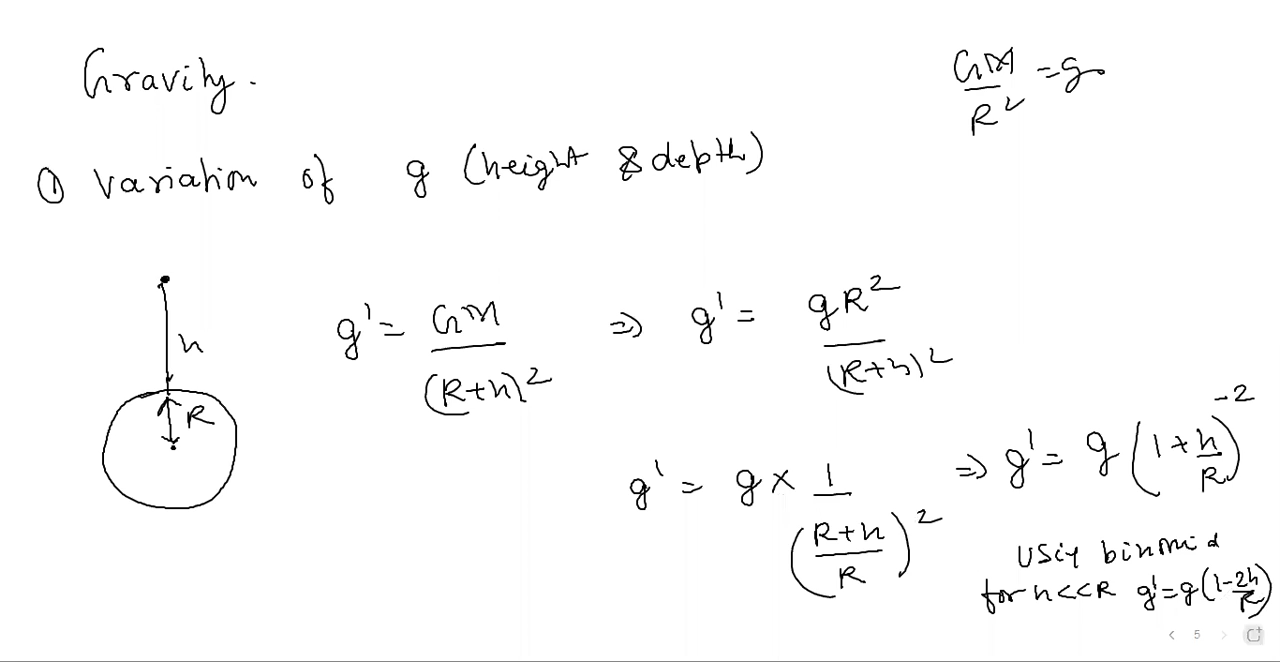 Gravity.
GM/R² = g
① Variation of g (height & depth)
h
R
g' = GM/(R+h)² ⇒ g' = gR²/(R+h)²
g' = g × 1/((R+h)/R)² ⇒ g' = g(1 + h/R)⁻²
Using binomial
for h<<R g' = g(1 - 2h/R)
5